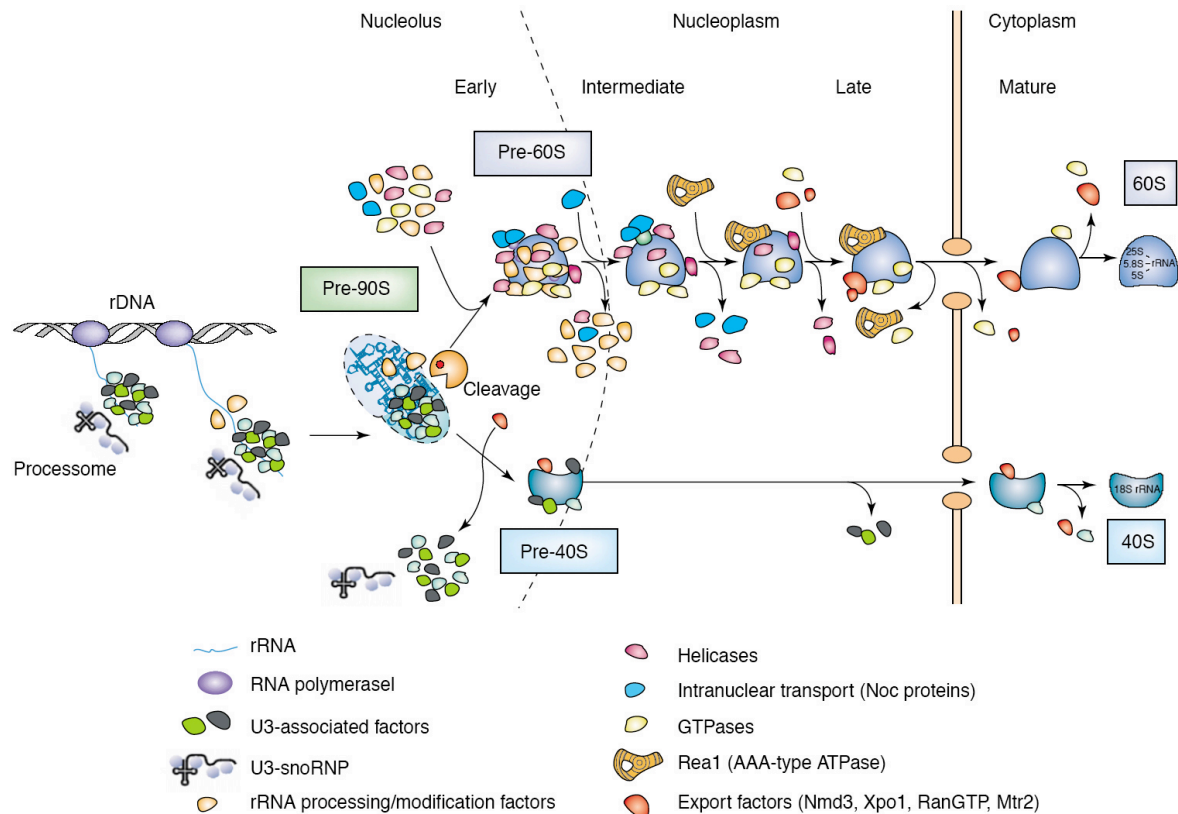 Nucleolus
Nucleoplasm
Cytoplasm
Early
Intermediate
Late
Mature
Pre-60S
60S
25S
5.8S
5S
rRNA
Pre-90S
rDNA
Cleavage
Processome
18S rRNA
Pre-40S
40S
rRNA
RNA polymeraseI
U3-associated factors
U3-snoRNP
rRNA processing/modification factors
Helicases
Intranuclear transport (Noc proteins)
GTPases
Rea1 (AAA-type ATPase)
Export factors (Nmd3, Xpo1, RanGTP, Mtr2)